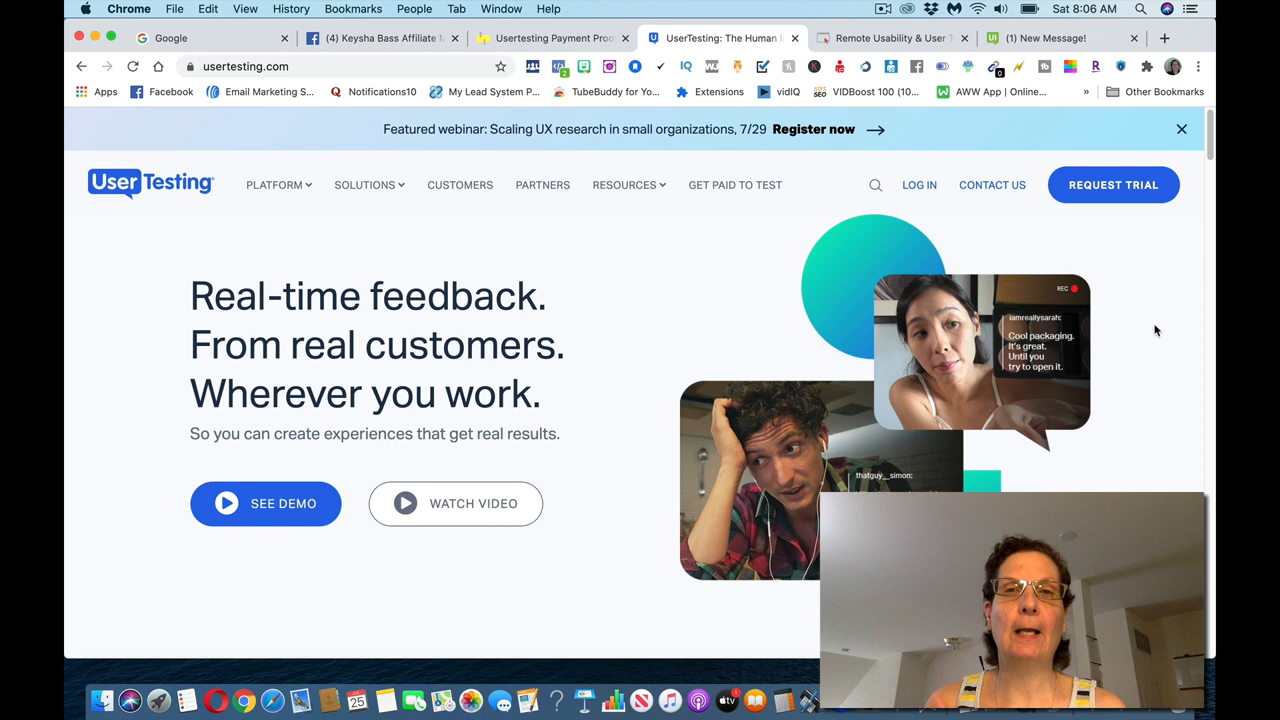 Chrome File Edit View History Bookmarks People Tab Window Help Sat 8:06 AM
Google (4) Keysha Bass Affiliate Usertesting Payment UserTesting: The Human Remote Usability & User (1) New Message!
usertesting.com
Apps Facebook Email Marketing S... Notifications10 My Lead System P... TubeBuddy for Yo... Extensions vidIQ VIDBoost 100 (10... AWW App | Online... » Other Bookmarks
Featured webinar: Scaling UX research in small organizations, 7/29 Register now
UserTesting PLATFORM SOLUTIONS CUSTOMERS PARTNERS RESOURCES GET PAID TO TEST LOG IN CONTACT US REQUEST TRIAL
Real-time feedback.
From real customers.
Wherever you work.
So you can create experiences that get real results.
SEE DEMO WATCH VIDEO
REC
iamreallysarah:
Cool packaging.
It's great.
Until you
try to open it.
thatguy__simon: